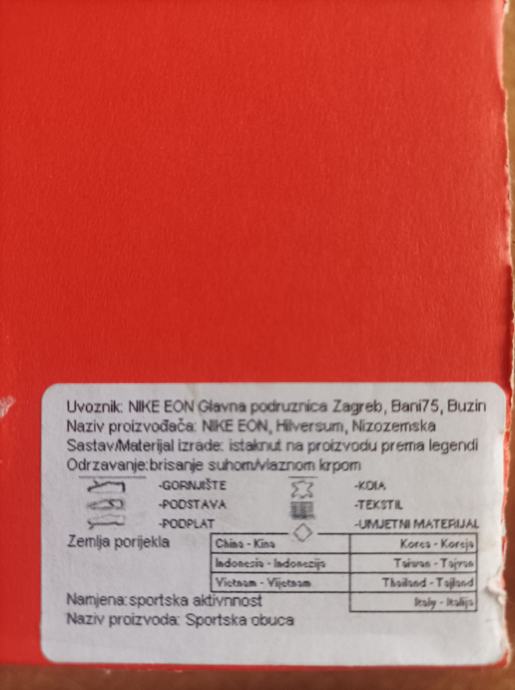 Uvoznik: NIKE EON Glavna podruznica Zagreb, Bani75, Buzin
Naziv proizvođača: NIKE EON, Hilversum, Nizozemska
Sastav/Materijal izrade: istaknut na proizvodu prema legendi
Odrzavanje:brisanje suhom/vlaznom krpom
-GORNJIŠTE -KOŽA
-PODSTAVA -TEKSTIL
-PODPLAT -UMJETNI MATERIJAL
Zemlja porijekla China - Kina Korea - Koreja
Indonesia - Indonezija Taiwan - Tajvan
Vietnam - Vijetnam Thailand - Tajland
Namjena:sportska aktivnnost Italy - Italija
Naziv proizvoda: Sportska obuca